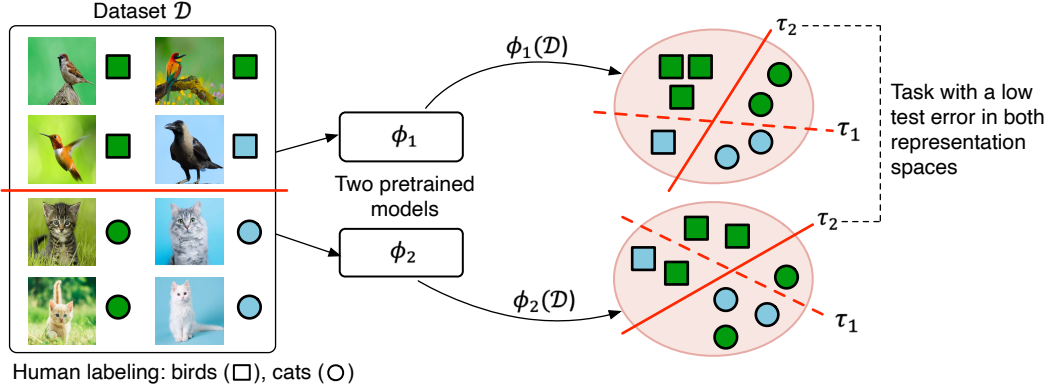 Dataset 𝒟
ϕ₁
Two pretrained
models
ϕ₂
ϕ₁(𝒟)
ϕ₂(𝒟)
τ₂
τ₁
τ₂
τ₁
Task with a low
test error in both
representation
spaces
Human labeling: birds (□), cats (○)